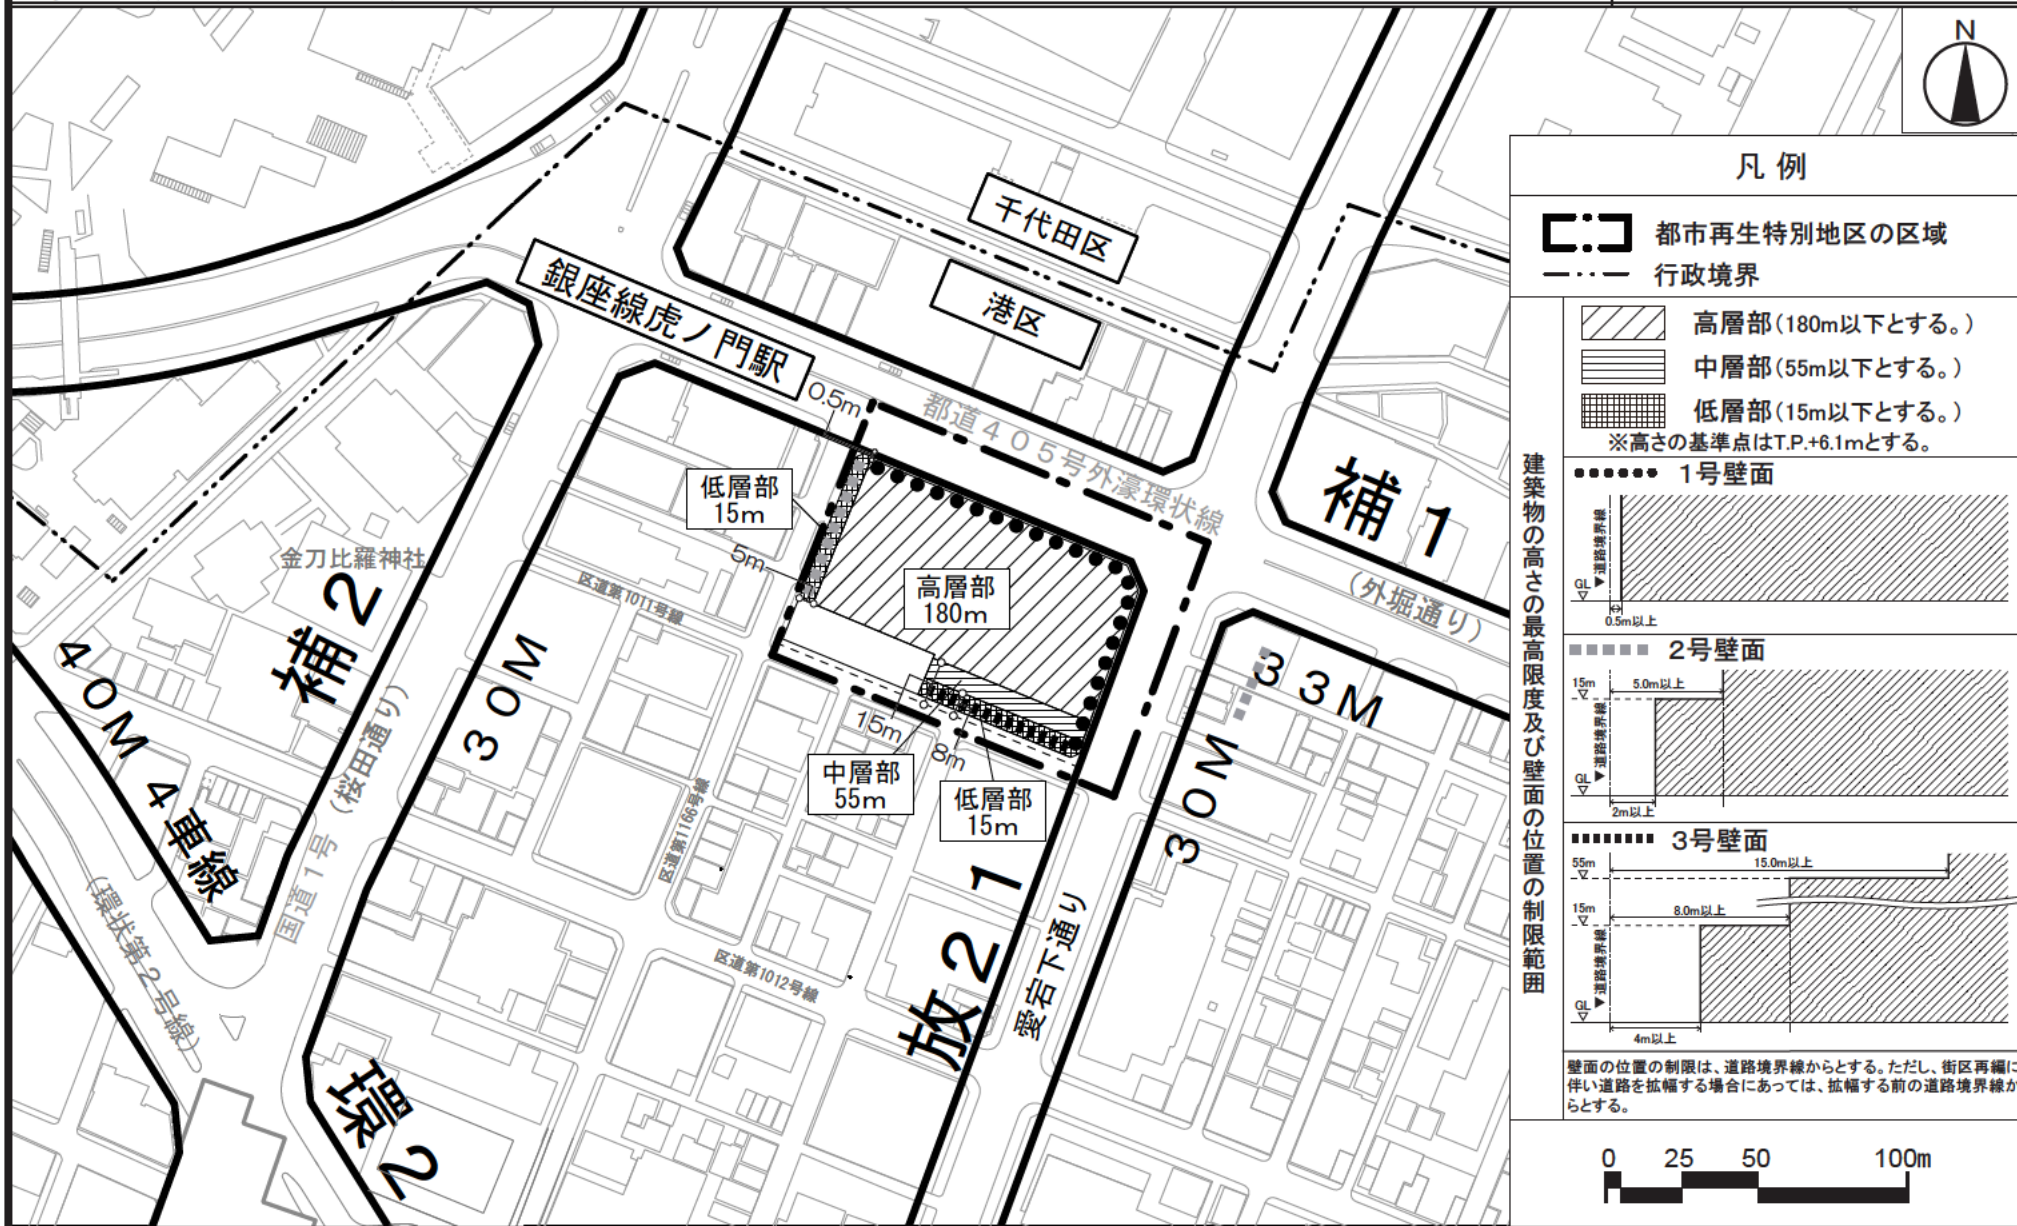 N
千代田区
港区
銀座線虎ノ門駅
都道405号外濠環状線
補1
(外堀通り)
0.5m
低層部
15m
5m
高層部
180m
金刀比羅神社
補2
区道第1011号線
40M 4車線
30M
33M
30M
15m
8m
中層部
55m
低層部
15m
国道1号(桜田通り)
区道第1166号線
(環状第2号線)
区道第1012号線
放21
愛宕下通り
環2
凡例
都市再生特別地区の区域
行政境界
建築物の高さの最高限度及び壁面の位置の制限範囲
高層部(180m以下とする。)
中層部(55m以下とする。)
低層部(15m以下とする。)
※高さの基準点はT.P.+6.1mとする。
1号壁面
道路境界線
GL
0.5m以上
2号壁面
15m
5.0m以上
道路境界線
GL
2m以上
3号壁面
55m
15.0m以上
15m
8.0m以上
道路境界線
GL
4m以上
壁面の位置の制限は、道路境界線からとする。ただし、街区再編に
伴い道路を拡幅する場合にあっては、拡幅する前の道路境界線か
らとする。
0 25 50 100m